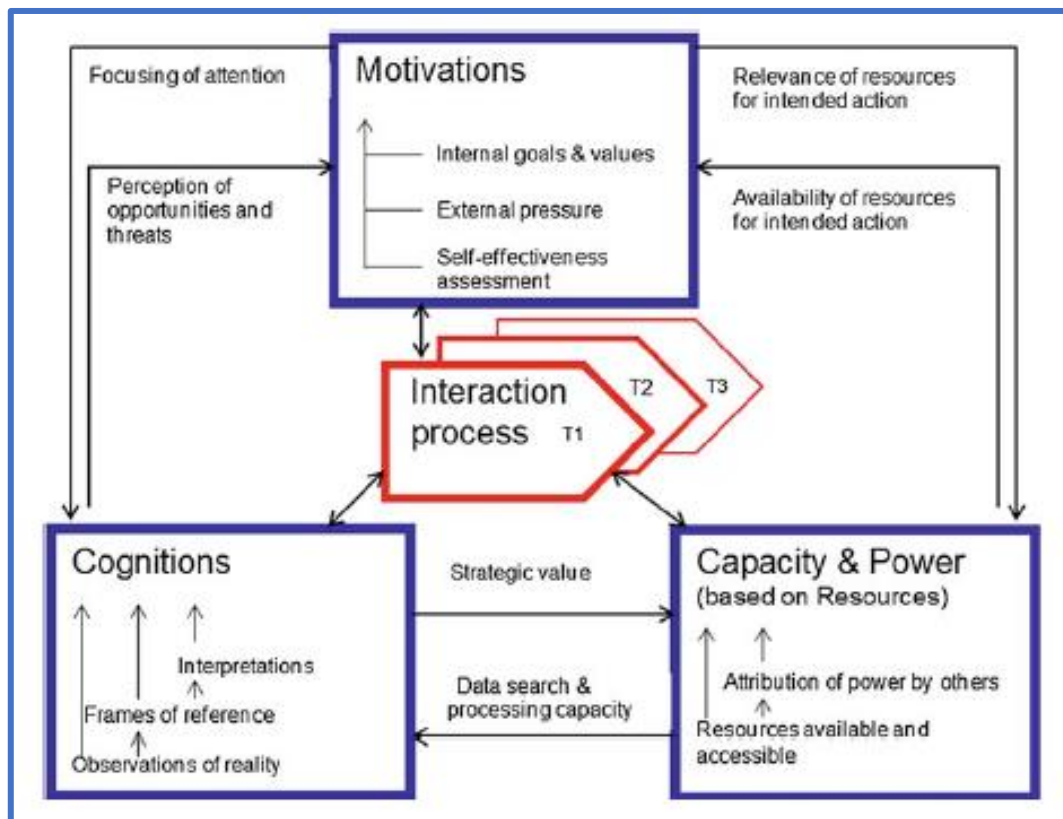 Motivations
Focusing of attention
Relevance of resources
for intended action
Internal goals & values
Perception of
opportunities and
threats
External pressure
Availability of resources
for intended action
Self-effectiveness
assessment
Interaction
process T1
T2
T3
Cognitions
Interpretations
Frames of reference
Observations of reality
Strategic value
Data search &
processing capacity
Capacity & Power
(based on Resources)
Attribution of power by others
Resources available and
accessible